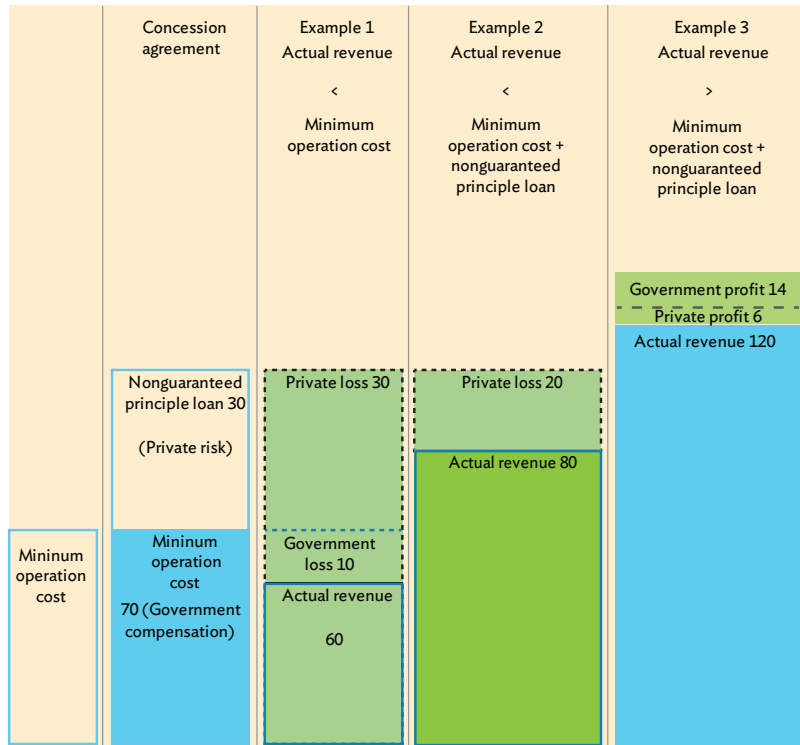 Concession
agreement
Example 1
Actual revenue
<
Minimum
operation cost
Example 2
Actual revenue
<
Minimum
operation cost +
nonguaranteed
principle loan
Example 3
Actual revenue
>
Minimum
operation cost +
nonguaranteed
principle loan
Mininum
operation
cost
Nonguaranteed
principle loan 30
(Private risk)
Mininum
operation
cost
70 (Government
compensation)
Private loss 30
Government
loss 10
Actual revenue
60
Private loss 20
Actual revenue 80
Government profit 14
Private profit 6
Actual revenue 120